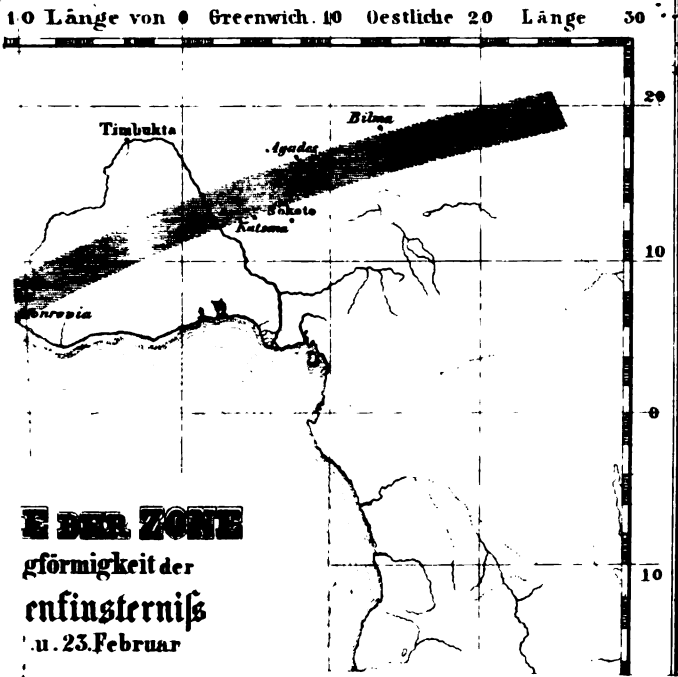 10 Länge von 0 Greenwich. 10 Oestliche 20 Länge 30
20
Bilma
Timbukta
Agades
Sokoto
Katsena
10
Monrovia
0
E DER ZONE
gförmigkeit der
10
enfinsterniſs
.u. 23. Februar